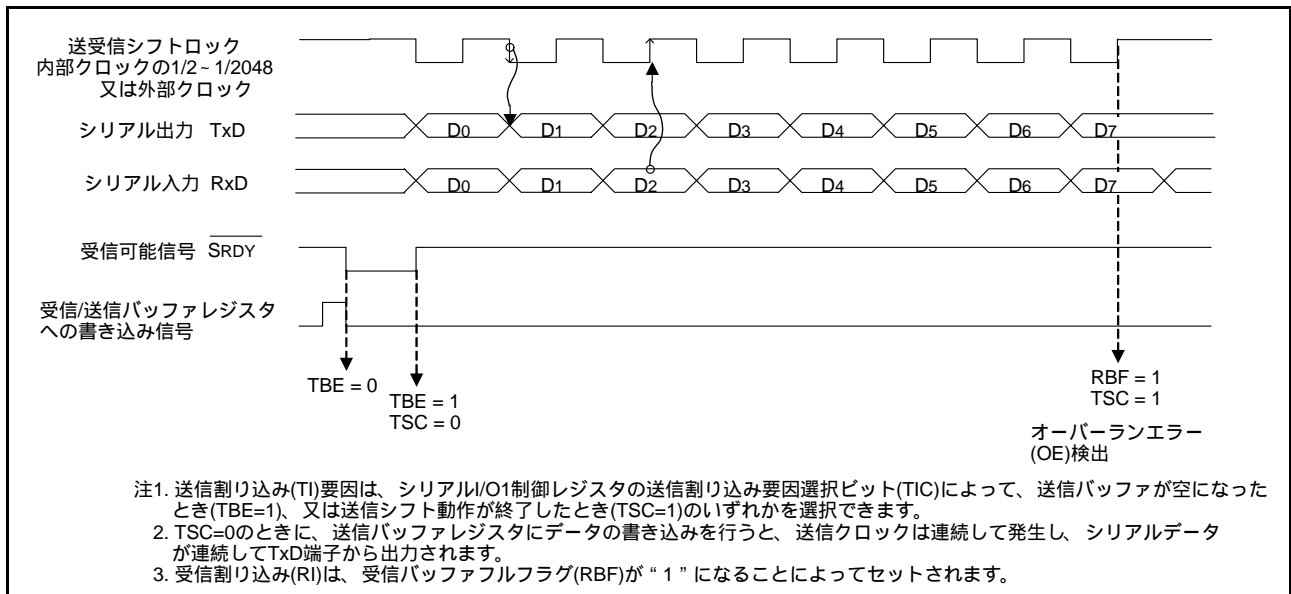 送受信シフトロック
内部クロックの1/2~1/2048
又は外部クロック
シリアル出力 TxD
D0 D1 D2 D3 D4 D5 D6 D7
シリアル入力 RxD
D0 D1 D2 D3 D4 D5 D6 D7
受信可能信号 SRDY
受信/送信バッファレジスタ
への書き込み信号
TBE = 0
TBE = 1
TSC = 0
RBF = 1
TSC = 1
オーバーランエラー
(OE)検出
注1. 送信割り込み(TI)要因は、シリアルI/O1制御レジスタの送信割り込み要因選択ビット(TIC)によって、送信バッファが空になった
とき(TBE=1)、又は送信シフト動作が終了したとき(TSC=1)のいずれかを選択できます。
2. TSC=0のときに、送信バッファレジスタにデータの書き込みを行うと、送信クロックは連続して発生し、シリアルデータ
が連続してTxD端子から出力されます。
3. 受信割り込み(RI)は、受信バッファフルフラグ(RBF)が“1”になることによってセットされます。